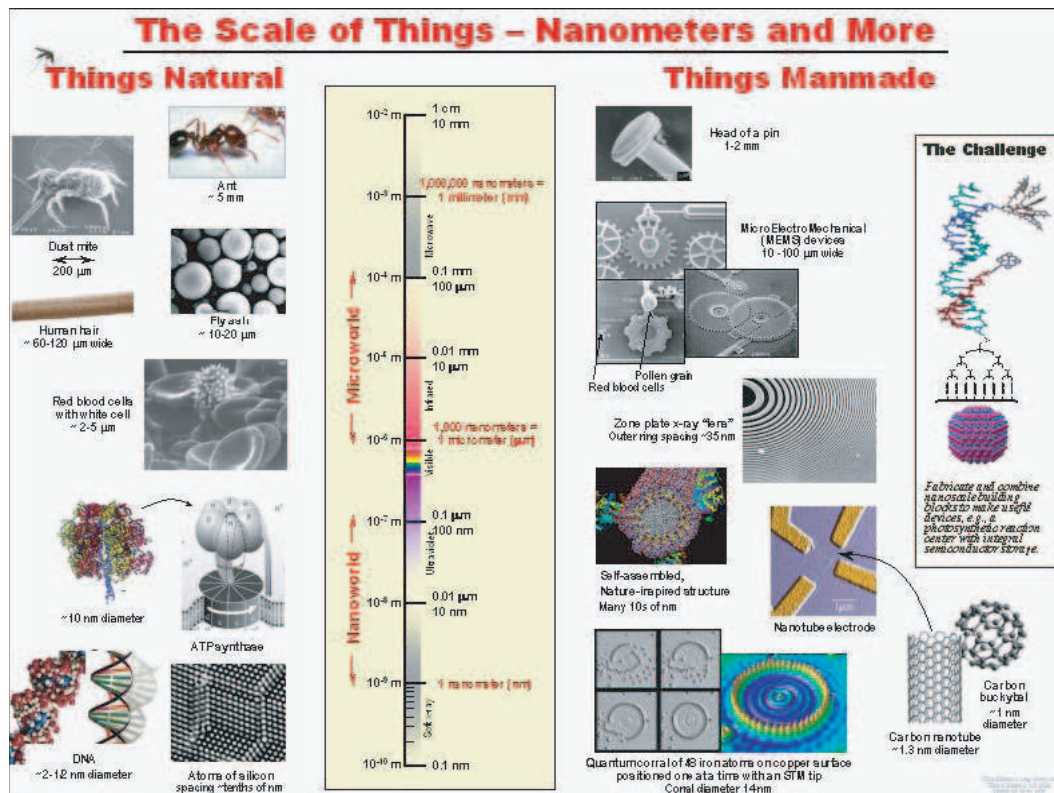 The Scale of Things – Nanometers and More
Things Natural
Things Manmade
Ant
~ 5 mm
Dust mite
200 µm
Fly ash
~ 10-20 µm
Human hair
~ 60-120 µm wide
Red blood cells
with white cell
~ 2-5 µm
~10 nm diameter
ATP synthase
DNA
~2-1/2 nm diameter
Atoms of silicon
spacing ~tenths of nm
Microworld
Nanoworld
10-2 m
1 cm
10 mm
10-3 m
1,000,000 nanometers =
1 millimeter (mm)
Microwave
10-4 m
0.1 mm
100 µm
10-5 m
0.01 mm
10 µm
Infrared
10-6 m
1,000 nanometers =
1 micrometer (µm)
Visible
10-7 m
0.1 µm
100 nm
Ultraviolet
10-8 m
0.01 µm
10 nm
10-9 m
1 nanometer (nm)
Soft x-ray
10-10 m
0.1 nm
Head of a pin
1-2 mm
MicroElectroMechanical
(MEMS) devices
10 -100 µm wide
Pollen grain
Red blood cells
Zone plate x-ray "lens"
Outer ring spacing ~35 nm
Self-assembled,
Nature-inspired structure
Many 10s of nm
1µm
Nanotube electrode
Quantum corral of 48 iron atoms on copper surface
positioned one at a time with an STM tip
Corral diameter 14 nm
Carbon nanotube
~1.3 nm diameter
Carbon
buckyball
~1 nm
diameter
The Challenge
Fabricate and combine
nanoscale building
blocks to make useful
devices, e.g., a
photosynthetic reaction
center with integral
semiconductor storage.